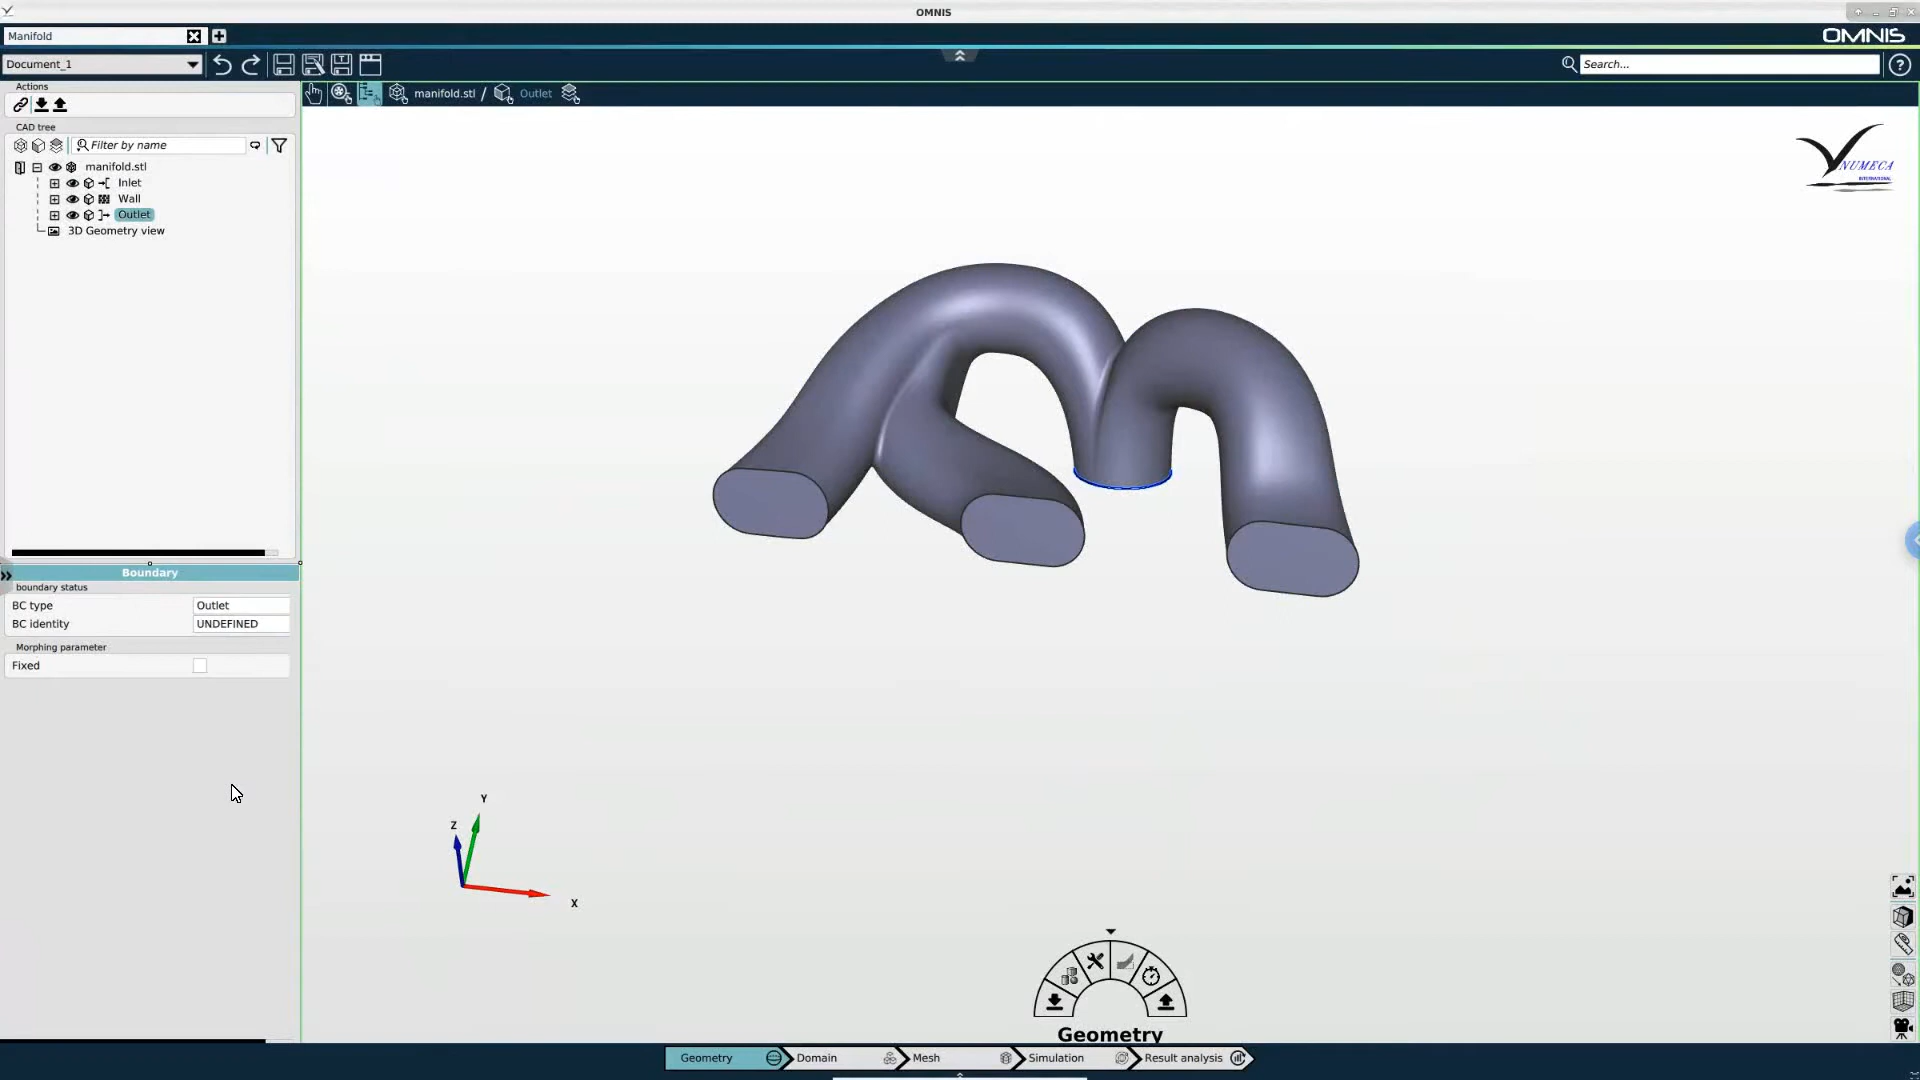 OMNIS
Manifold
OMNIS
Document_1
Search...
?
Actions
manifold.stl / Outlet
CAD tree
Filter by name
manifold.stl
Inlet
Wall
Outlet
3D Geometry view
NUMECA
INTERNATIONAL
Boundary
boundary status
BC type Outlet
BC identity UNDEFINED
Morphing parameter
Fixed
Y
Z
X
Geometry
Geometry Domain Mesh Simulation Result analysis